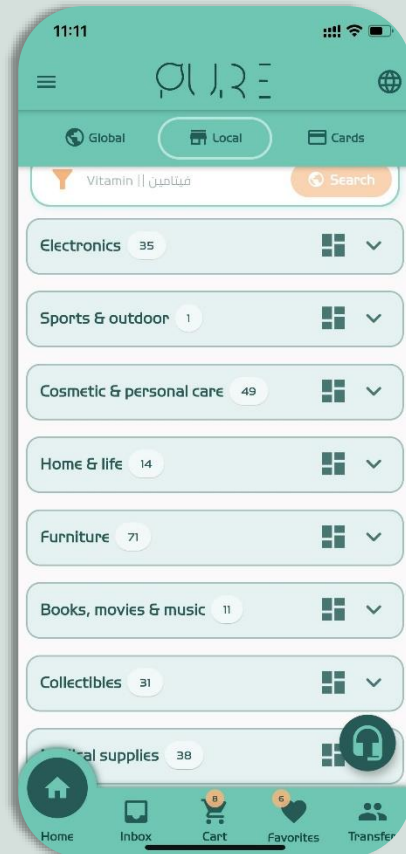 11:11
PURE
Global Local Cards
Vitamin || فيتامين Search
Electronics 35
Sports & outdoor 1
Cosmetic & personal care 49
Home & life 14
Furniture 71
Books, movies & music 11
Collectibles 31
supplies 38
8 6
Home Inbox Cart Favorites Transfer